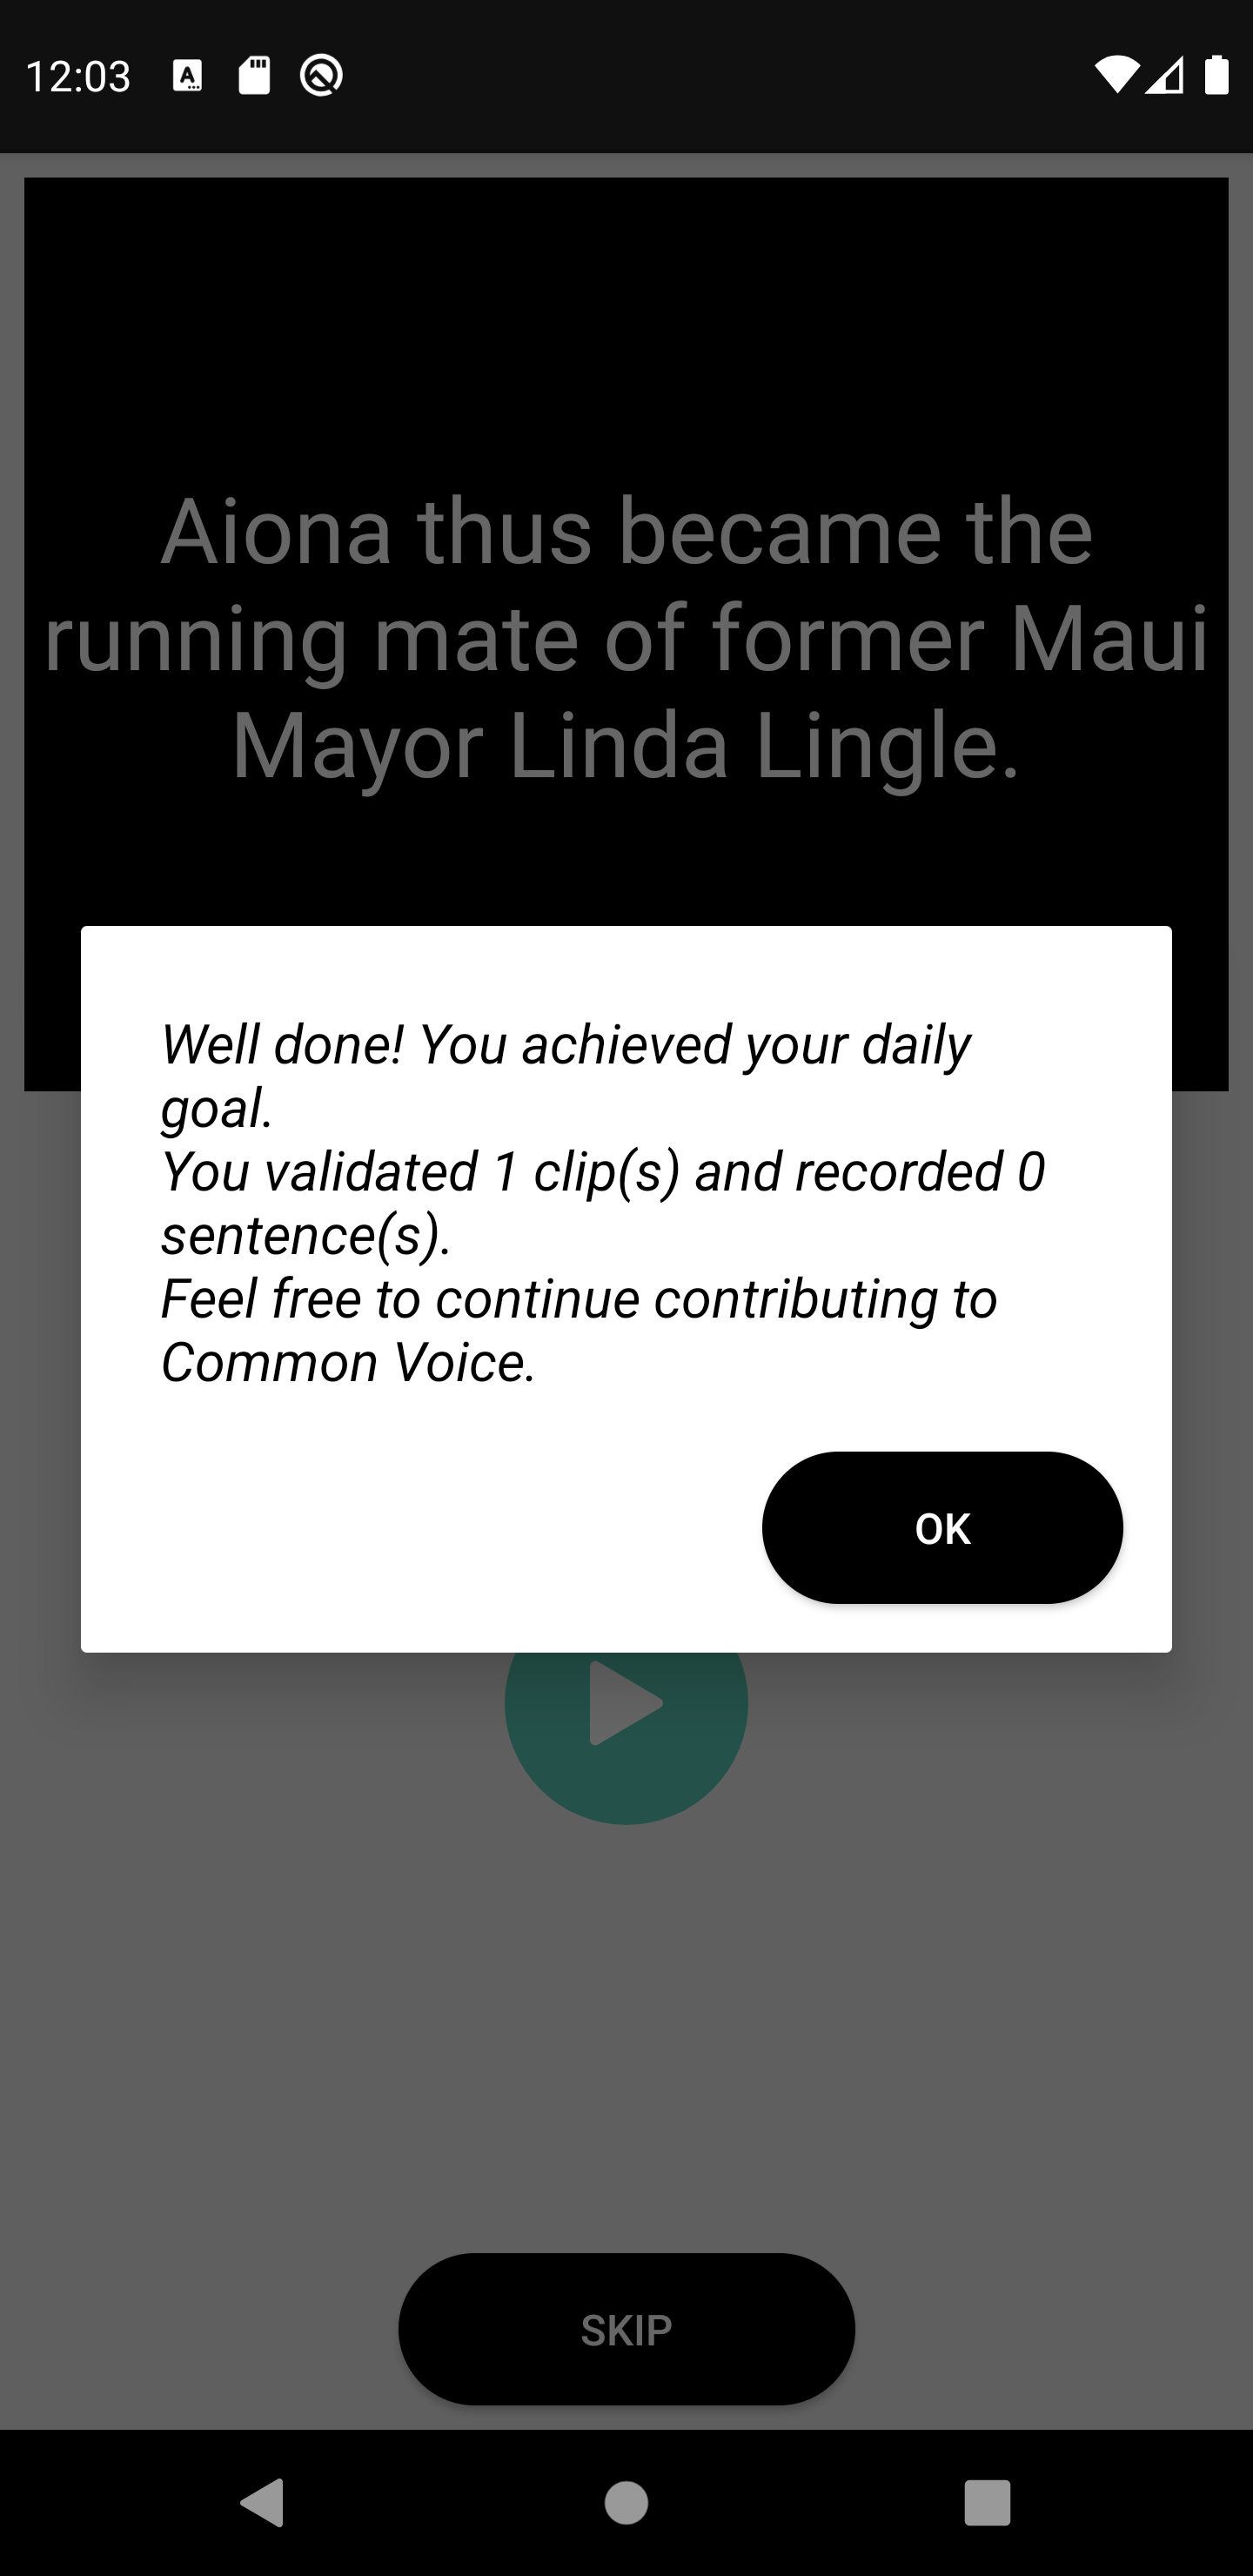 12:03
Aiona thus became the
running mate of former Maui
Mayor Linda Lingle.
Well done! You achieved your daily
goal.
You validated 1 clip(s) and recorded 0
sentence(s).
Feel free to continue contributing to
Common Voice.
OK
SKIP